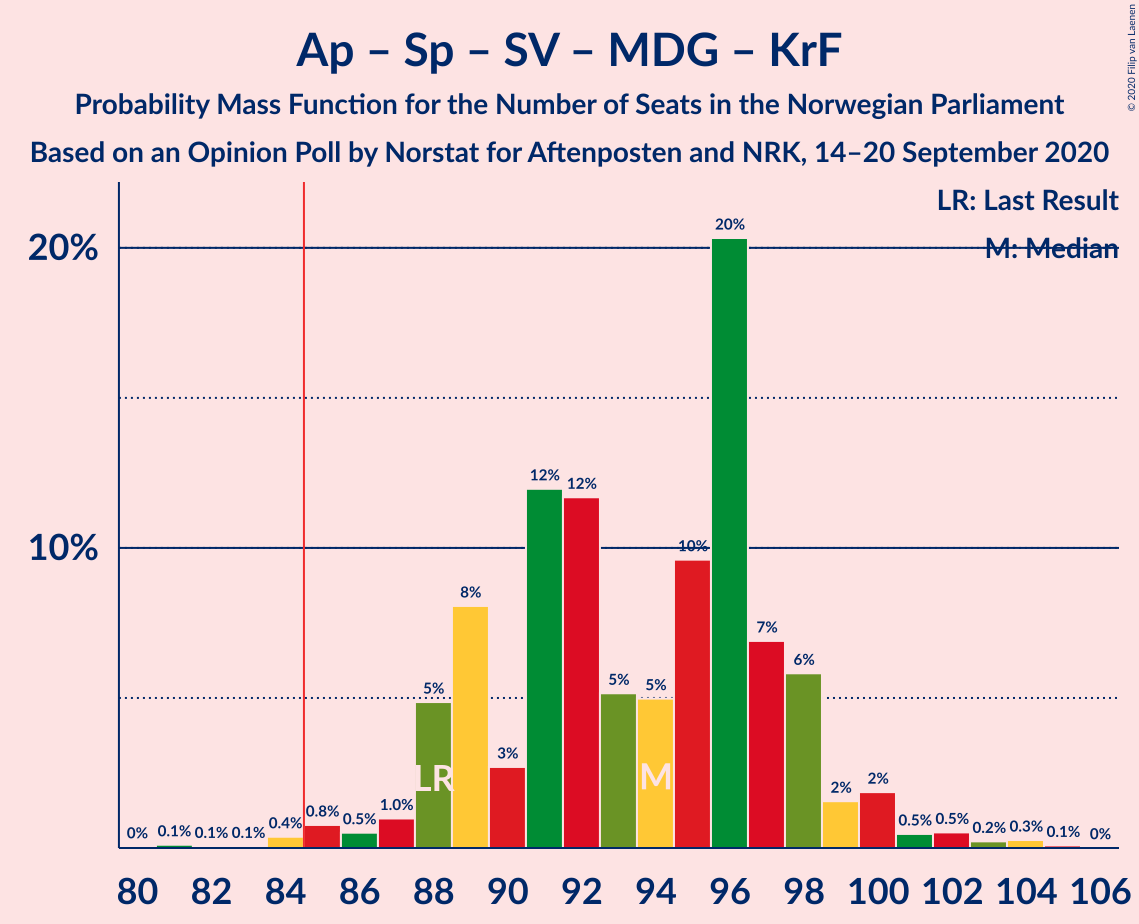 Ap – Sp – SV – MDG – KrF
Probability Mass Function for the Number of Seats in the Norwegian Parliament
Based on an Opinion Poll by Norstat for Aftenposten and NRK, 14–20 September 2020
© 2020 Filip van Laenen
LR: Last Result
M: Median
20%
10%
0% 0.1% 0.1% 0.1% 0.4% 0.8% 0.5% 1.0% 5% 8% 3% 12% 12% 5% 5% 10% 20% 7% 6% 2% 2% 0.5% 0.5% 0.2% 0.3% 0.1% 0%
LR M
80 82 84 86 88 90 92 94 96 98 100 102 104 106